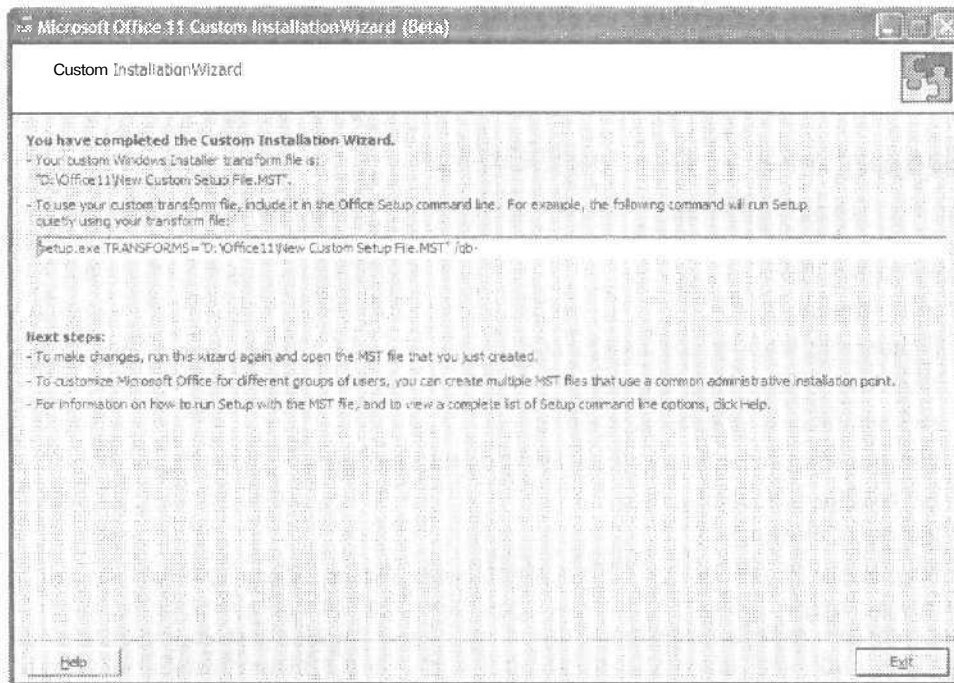 Microsoft Office 11 Custom Installation Wizard (Beta)
Custom Installation Wizard
You have completed the Custom Installation Wizard.
- Your custom Windows Installer transform file is:
"D:\Office11\New Custom Setup File.MST".
- To use your custom transform file, include it in the Office Setup command line. For example, the following command will run Setup
quietly using your transform file:
Setup.exe TRANSFORMS="D:\Office11\New Custom Setup File.MST" /qb-
Next steps:
- To make changes, run this wizard again and open the MST file that you just created.
- To customize Microsoft Office for different groups of users, you can create multiple MST files that use a common administrative installation point.
- For information on how to run Setup with the MST file, and to view a complete list of Setup command line options, click Help.
Help
Exit